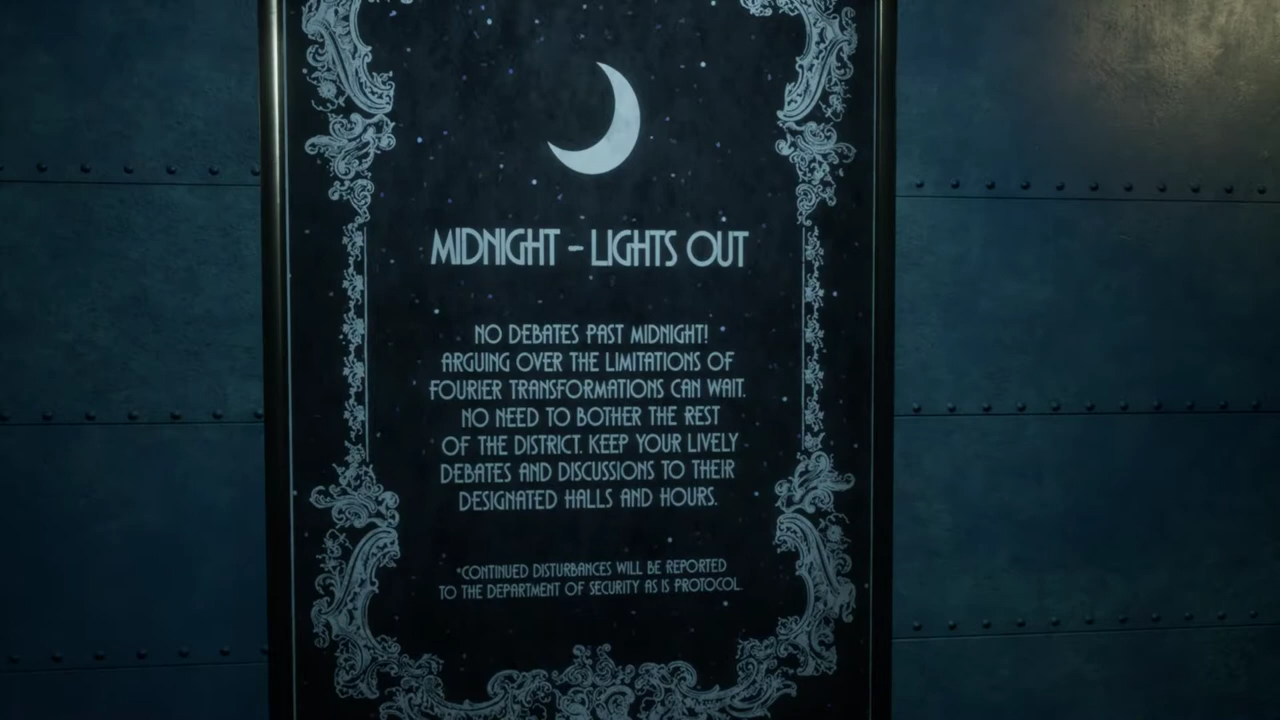 MIDNIGHT - LIGHTS OUT
NO DEBATES PAST MIDNIGHT!
ARGUING OVER THE LIMITATIONS OF
FOURIER TRANSFORMATIONS CAN WAIT.
NO NEED TO BOTHER THE REST
OF THE DISTRICT. KEEP YOUR LIVELY
DEBATES AND DISCUSSIONS TO THEIR
DESIGNATED HALLS AND HOURS.
*CONTINUED DISTURBANCES WILL BE REPORTED
TO THE DEPARTMENT OF SECURITY AS IS PROTOCOL.